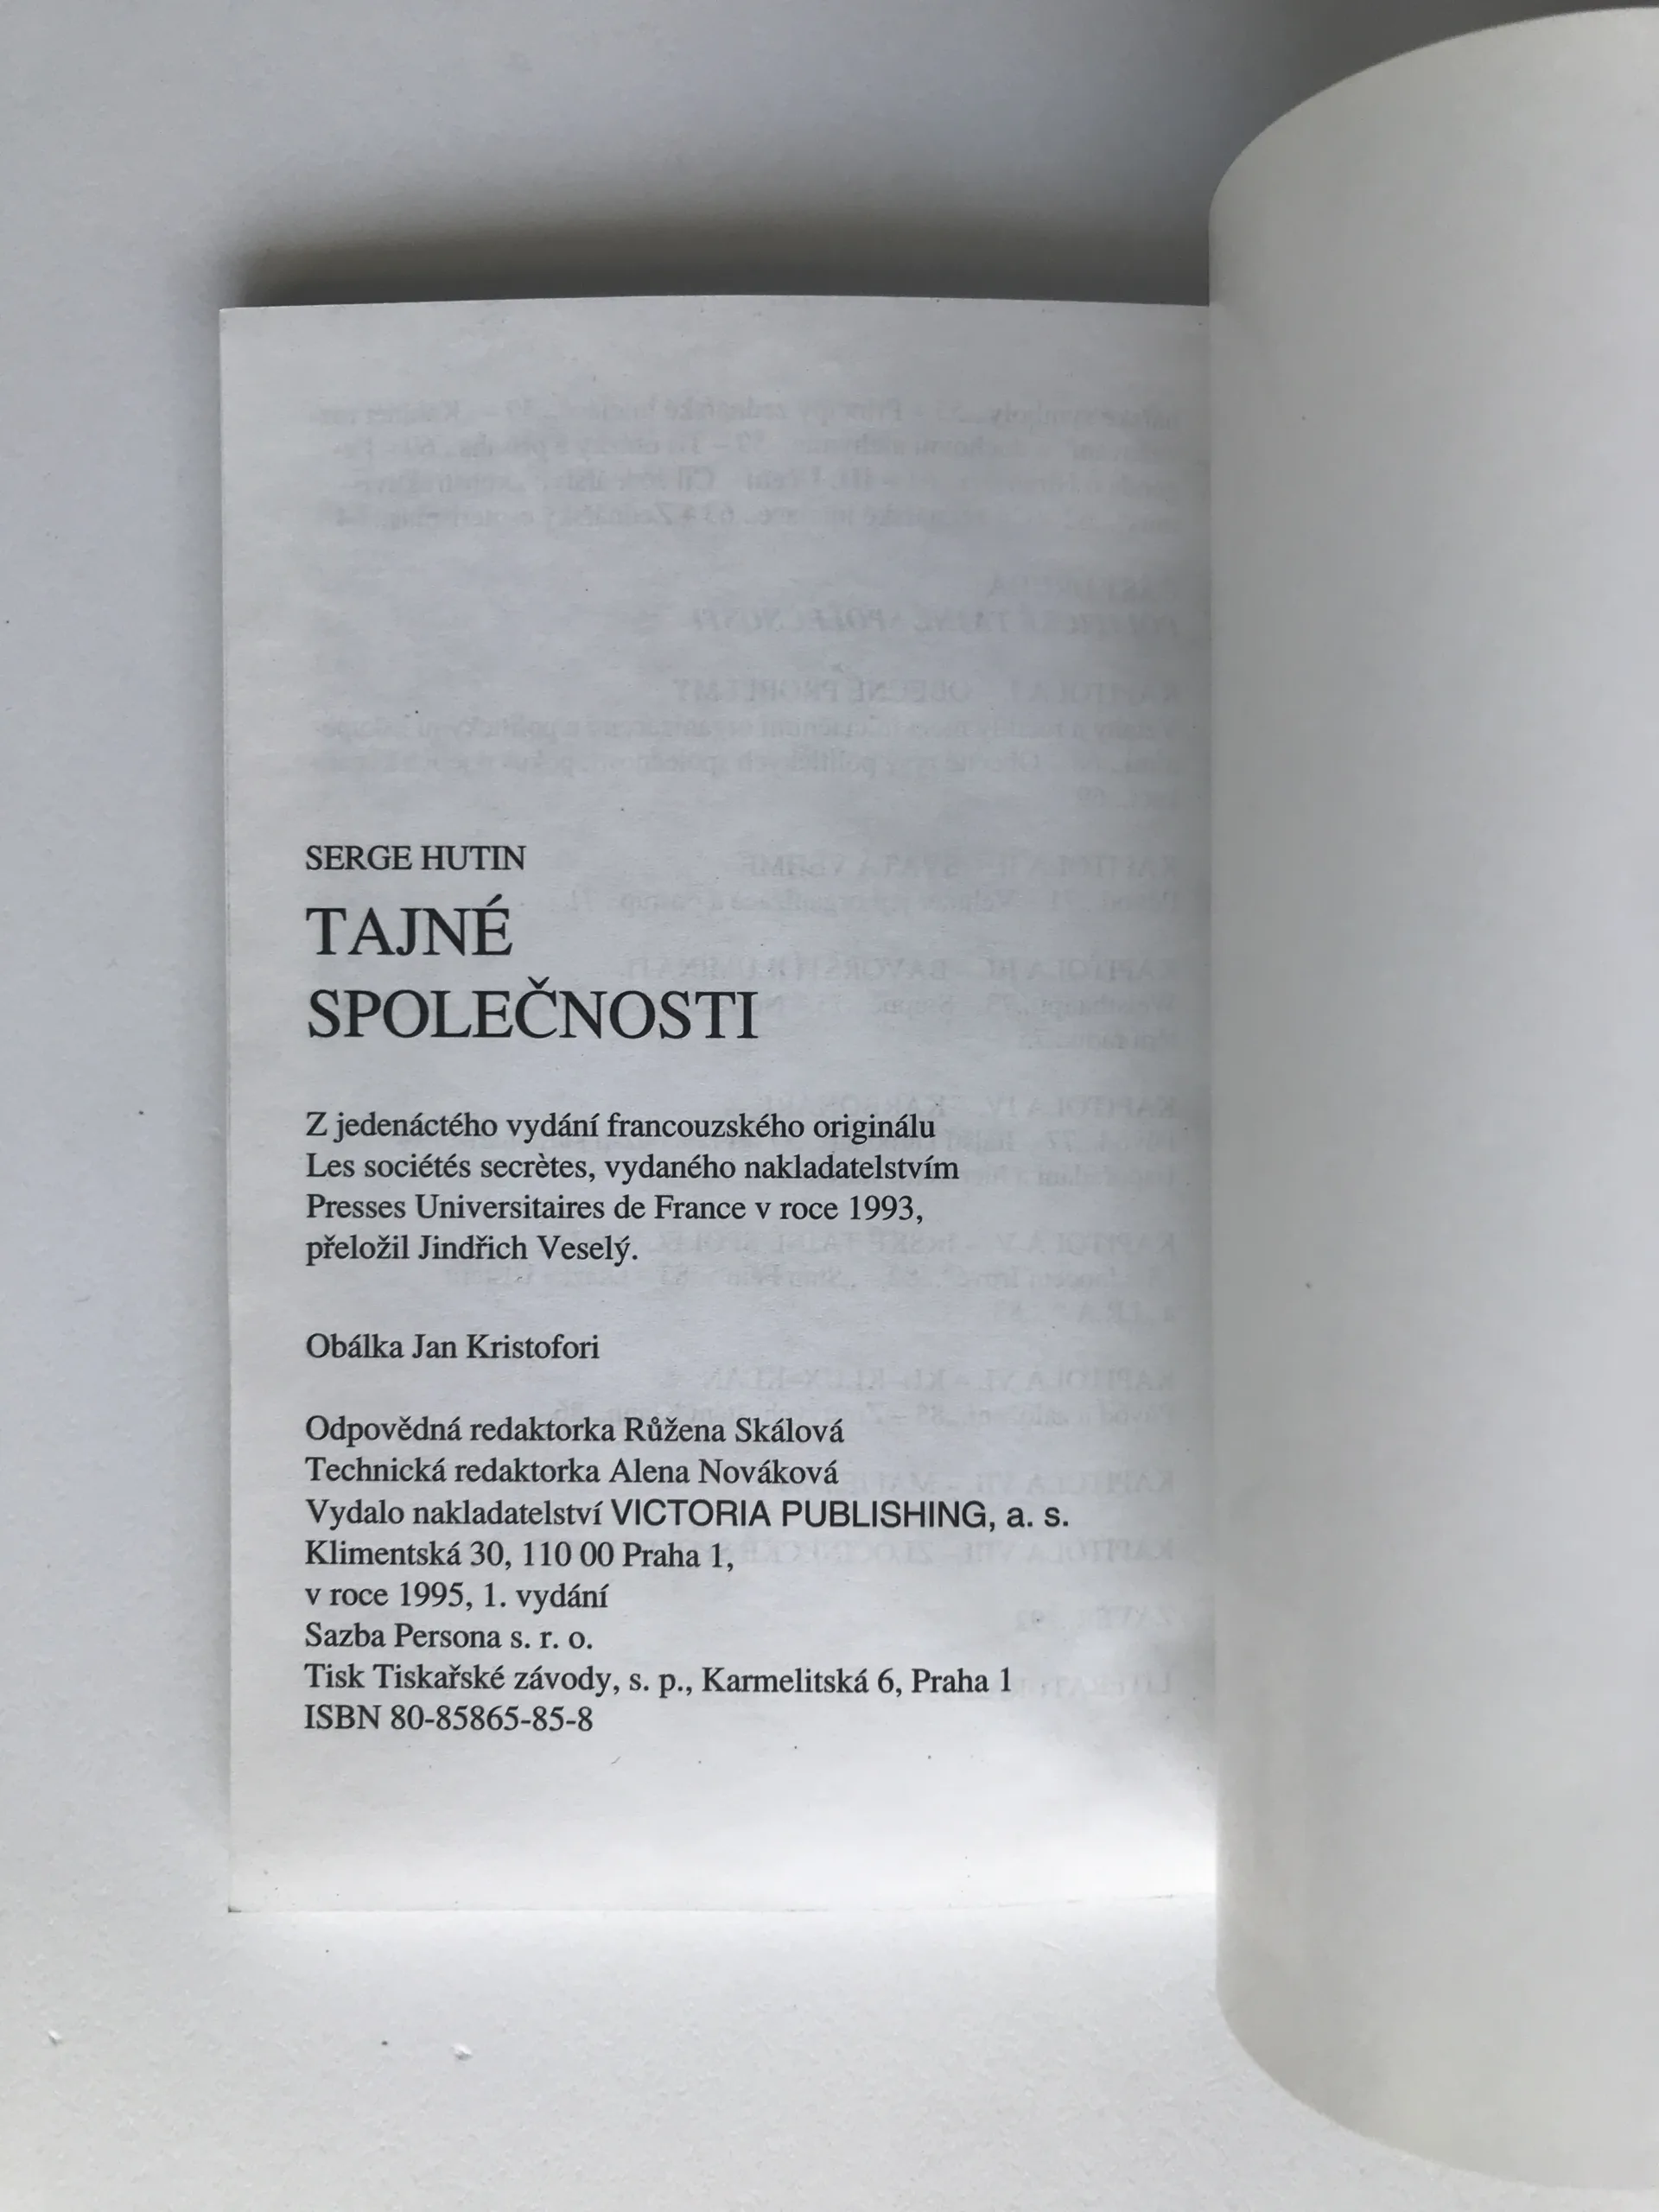 SERGE HUTIN
TAJNÉ
SPOLEČNOSTI
Z jedenáctého vydání francouzského originálu
Les sociétés secrètes, vydaného nakladatelstvím
Presses Universitaires de France v roce 1993,
přeložil Jindřich Veselý.
Obálka Jan Kristofori
Odpovědná redaktorka Růžena Skálová
Technická redaktorka Alena Nováková
Vydalo nakladatelství VICTORIA PUBLISHING, a. s.
Klimentská 30, 110 00 Praha 1,
v roce 1995, 1. vydání
Sazba Persona s. r. o.
Tisk Tiskařské závody, s. p., Karmelitská 6, Praha 1
ISBN 80-85865-85-8